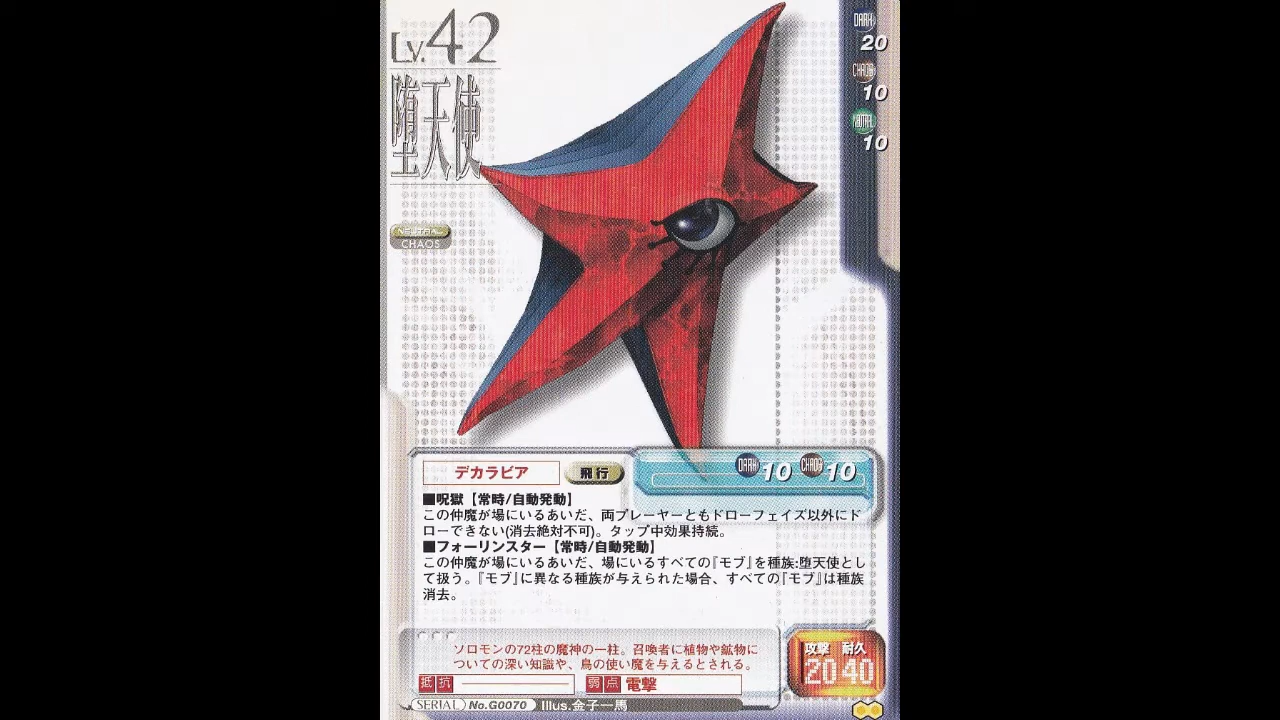 Lv.42
堕天使
DARK
20
CHAOS
10
NEUTRAL
10
NEUTRAL
CHAOS
デカラビア
飛行
DARK 10 CHAOS 10
■呪獄【常時/自動発動】
この仲魔が場にいるあいだ、両プレーヤーともドローフェイズ以外にド
ローできない(消去絶対不可)。タップ中効果持続。
■フォーリンスター【常時/自動発動】
この仲魔が場にいるあいだ、場にいるすべての『モブ』を種族:堕天使とし
て扱う。『モブ』に異なる種族が与えられた場合、すべての『モブ』は種族
消去。
ソロモンの72柱の魔神の一柱。召喚者に植物や鉱物に
ついての深い知識や、鳥の使い魔を与えるとされる。
抵抗
弱点 電撃
攻撃 耐久
20 40
SERIAL No.G0070 Illus.金子一馬